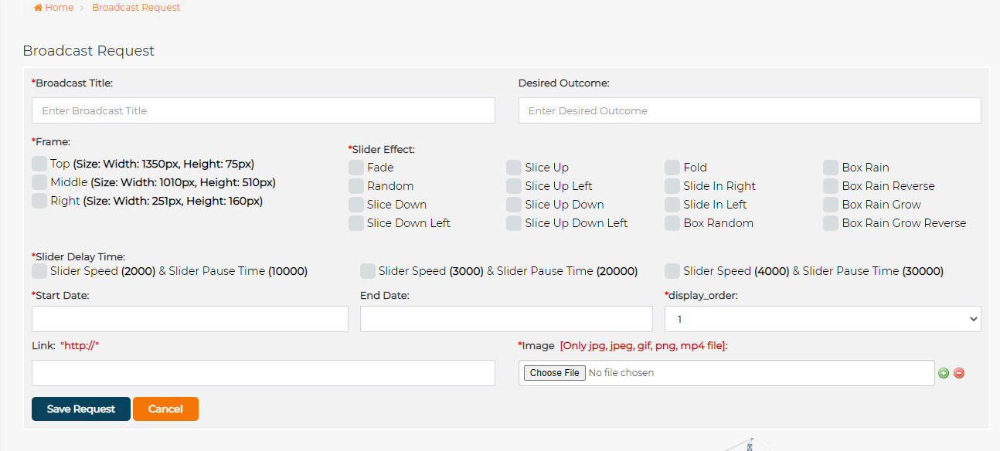 Home > Broadcast Request
Broadcast Request
*Broadcast Title: Desired Outcome:
Enter Broadcast Title Enter Desired Outcome
*Frame: *Slider Effect:
Top (Size: Width: 1350px, Height: 75px) Fade Slice Up Fold Box Rain
Middle (Size: Width: 1010px, Height: 510px) Random Slice Up Left Slide In Right Box Rain Reverse
Right (Size: Width: 251px, Height: 160px) Slice Down Slice Up Down Slide In Left Box Rain Grow
Slice Down Left Slice Up Down Left Box Random Box Rain Grow Reverse
*Slider Delay Time:
Slider Speed (2000) & Slider Pause Time (10000) Slider Speed (3000) & Slider Pause Time (20000) Slider Speed (4000) & Slider Pause Time (30000)
*Start Date: End Date: *display_order:
1
Link: "http://" *Image [Only jpg, jpeg, gif, png, mp4 file]:
Choose File No file chosen
Save Request Cancel